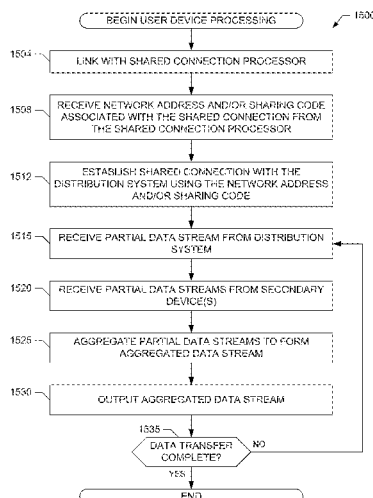 BEGIN USER DEVICE PROCESSING
1500
1504
LINK WITH SHARED CONNECTION PROCESSOR
1508
RECEIVE NETWORK ADDRESS AND/OR SHARING CODE
ASSOCIATED WITH THE SHARED CONNECTION FROM
THE SHARED CONNECTION PROCESSOR
1512
ESTABLISH SHARED CONNECTION WITH THE
DISTRIBUTION SYSTEM USING THE NETWORK ADDRESS
AND/OR SHARING CODE
1515
RECEIVE PARTIAL DATA STREAM FROM DISTRIBUTION
SYSTEM
1520
RECEIVE PARTIAL DATA STREAMS FROM SECONDARY
DEVICE(S)
1525
AGGREGATE PARTIAL DATA STREAMS TO FORM
AGGREGATED DATA STREAM
1530
OUTPUT AGGREGATED DATA STREAM
1535
DATA TRANSFER
COMPLETE?
NO
YES
END